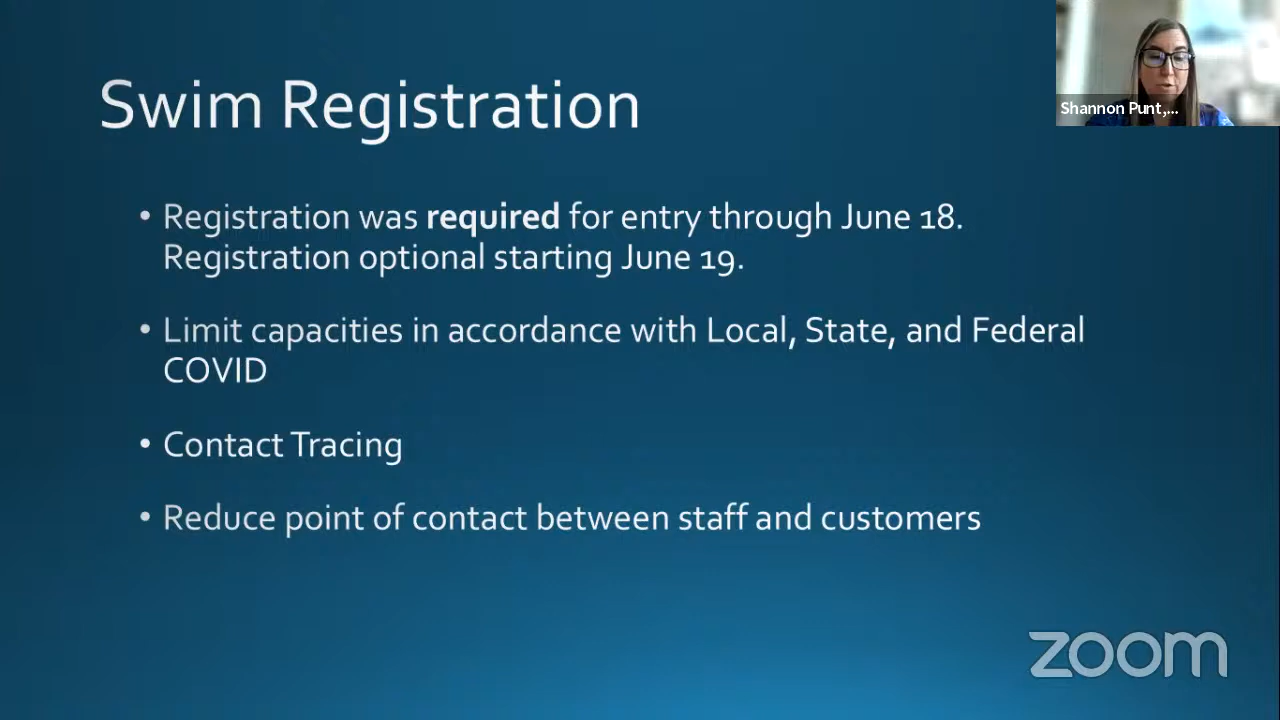 Swim Registration
Shannon Punt,...
• Registration was required for entry through June 18.
Registration optional starting June 19.
• Limit capacities in accordance with Local, State, and Federal
COVID
• Contact Tracing
• Reduce point of contact between staff and customers
zoom